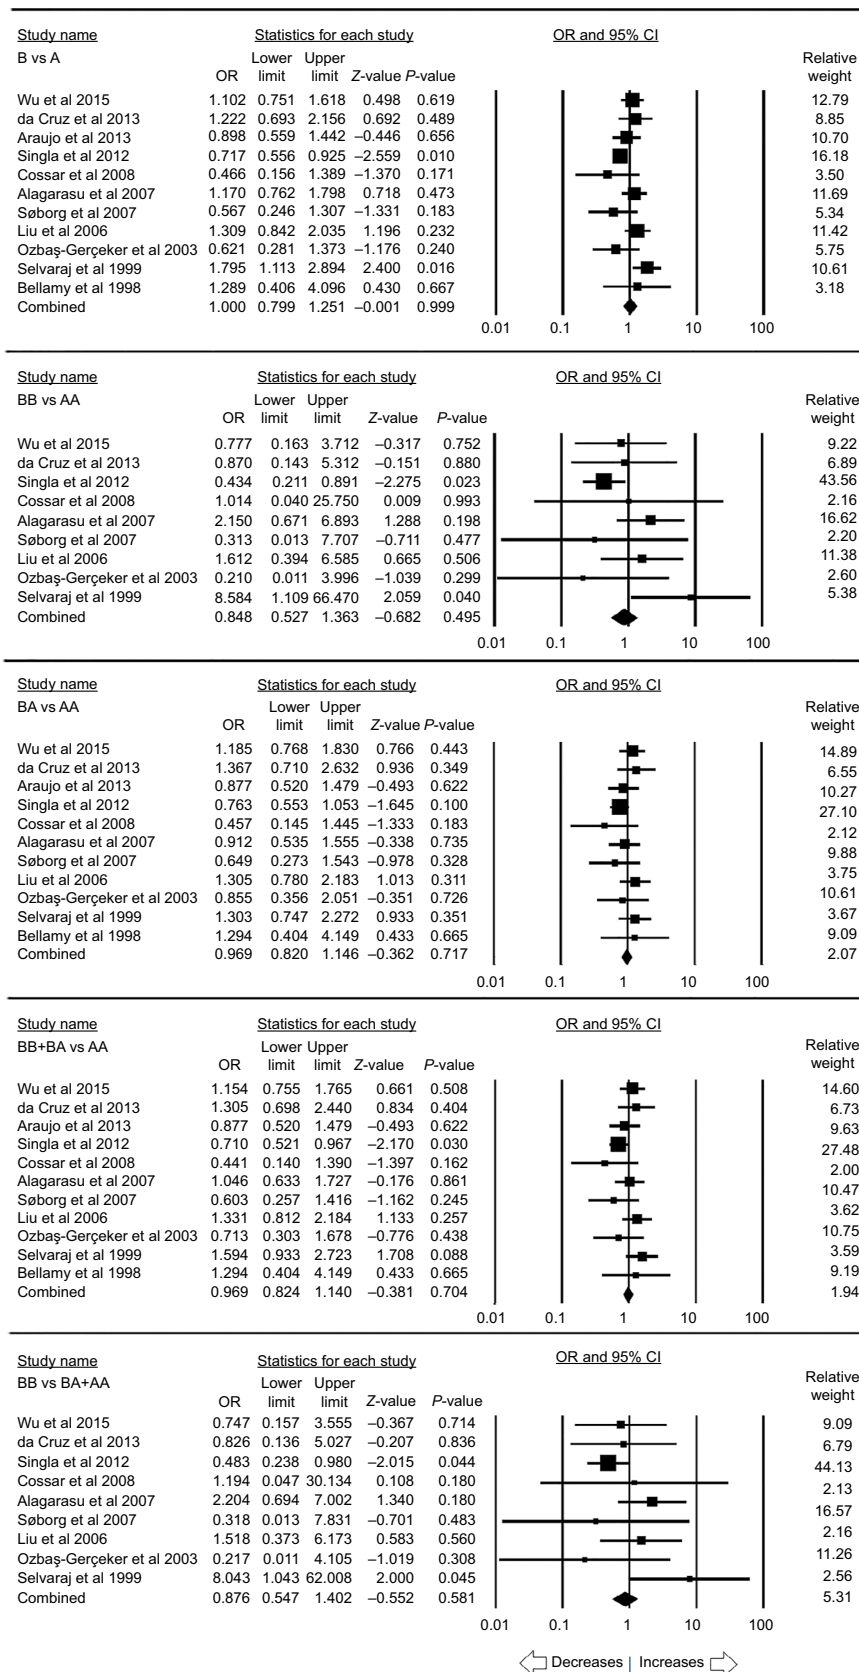 Study name Statistics for each study OR and 95% CI
B vs A Lower Upper Relative
OR limit limit Z-value P-value weight
Wu et al 2015 1.102 0.751 1.618 0.498 0.619 12.79
da Cruz et al 2013 1.222 0.693 2.156 0.692 0.489 8.85
Araujo et al 2013 0.898 0.559 1.442 –0.446 0.656 10.70
Singla et al 2012 0.717 0.556 0.925 –2.559 0.010 16.18
Cossar et al 2008 0.466 0.156 1.389 –1.370 0.171 3.50
Alagarasu et al 2007 1.170 0.762 1.798 0.718 0.473 11.69
Søborg et al 2007 0.567 0.246 1.307 –1.331 0.183 5.34
Liu et al 2006 1.309 0.842 2.035 1.196 0.232 11.42
Ozbaş-Gerçeker et al 2003 0.621 0.281 1.373 –1.176 0.240 5.75
Selvaraj et al 1999 1.795 1.113 2.894 2.400 0.016 10.61
Bellamy et al 1998 1.289 0.406 4.096 0.430 0.667 3.18
Combined 1.000 0.799 1.251 –0.001 0.999
0.01 0.1 1 10 100
Study name Statistics for each study OR and 95% CI
BB vs AA Lower Upper Relative
OR limit limit Z-value P-value weight
Wu et al 2015 0.777 0.163 3.712 –0.317 0.752 9.22
da Cruz et al 2013 0.870 0.143 5.312 –0.151 0.880 6.89
Singla et al 2012 0.434 0.211 0.891 –2.275 0.023 43.56
Cossar et al 2008 1.014 0.040 25.750 0.009 0.993 2.16
Alagarasu et al 2007 2.150 0.671 6.893 1.288 0.198 16.62
Søborg et al 2007 0.313 0.013 7.707 –0.711 0.477 2.20
Liu et al 2006 1.612 0.394 6.585 0.665 0.506 11.38
Ozbaş-Gerçeker et al 2003 0.210 0.011 3.996 –1.039 0.299 2.60
Selvaraj et al 1999 8.584 1.109 66.470 2.059 0.040 5.38
Combined 0.848 0.527 1.363 –0.682 0.495
0.01 0.1 1 10 100
Study name Statistics for each study OR and 95% CI
BA vs AA Lower Upper Relative
OR limit limit Z-value P-value weight
Wu et al 2015 1.185 0.768 1.830 0.766 0.443 14.89
da Cruz et al 2013 1.367 0.710 2.632 0.936 0.349 6.55
Araujo et al 2013 0.877 0.520 1.479 –0.493 0.622 10.27
Singla et al 2012 0.763 0.553 1.053 –1.645 0.100 27.10
Cossar et al 2008 0.457 0.145 1.445 –1.333 0.183 2.12
Alagarasu et al 2007 0.912 0.535 1.555 –0.338 0.735 9.88
Søborg et al 2007 0.649 0.273 1.543 –0.978 0.328 3.75
Liu et al 2006 1.305 0.780 2.183 1.013 0.311 10.61
Ozbaş-Gerçeker et al 2003 0.855 0.356 2.051 –0.351 0.726 3.67
Selvaraj et al 1999 1.303 0.747 2.272 0.933 0.351 9.09
Bellamy et al 1998 1.294 0.404 4.149 0.433 0.665 2.07
Combined 0.969 0.820 1.146 –0.362 0.717
0.01 0.1 1 10 100
Study name Statistics for each study OR and 95% CI
BB+BA vs AA Lower Upper Relative
OR limit limit Z-value P-value weight
Wu et al 2015 1.154 0.755 1.765 0.661 0.508 14.60
da Cruz et al 2013 1.305 0.698 2.440 0.834 0.404 6.73
Araujo et al 2013 0.877 0.520 1.479 –0.493 0.622 9.63
Singla et al 2012 0.710 0.521 0.967 –2.170 0.030 27.48
Cossar et al 2008 0.441 0.140 1.390 –1.397 0.162 2.00
Alagarasu et al 2007 1.046 0.633 1.727 –0.176 0.861 10.47
Søborg et al 2007 0.603 0.257 1.416 –1.162 0.245 3.62
Liu et al 2006 1.331 0.812 2.184 1.133 0.257 10.75
Ozbaş-Gerçeker et al 2003 0.713 0.303 1.678 –0.776 0.438 3.59
Selvaraj et al 1999 1.594 0.933 2.723 1.708 0.088 9.19
Bellamy et al 1998 1.294 0.404 4.149 0.433 0.665 1.94
Combined 0.969 0.824 1.140 –0.381 0.704
0.01 0.1 1 10 100
Study name Statistics for each study OR and 95% CI
BB vs BA+AA Lower Upper Relative
OR limit limit Z-value P-value weight
Wu et al 2015 0.747 0.157 3.555 –0.367 0.714 9.09
da Cruz et al 2013 0.826 0.136 5.027 –0.207 0.836 6.79
Singla et al 2012 0.483 0.238 0.980 –2.015 0.044 44.13
Cossar et al 2008 1.194 0.047 30.134 0.108 0.180 2.13
Alagarasu et al 2007 2.204 0.694 7.002 1.340 0.180 16.57
Søborg et al 2007 0.318 0.013 7.831 –0.701 0.483 2.16
Liu et al 2006 1.518 0.373 6.173 0.583 0.560 11.26
Ozbaş-Gerçeker et al 2003 0.217 0.011 4.105 –1.019 0.308 2.56
Selvaraj et al 1999 8.043 1.043 62.008 2.000 0.045 5.31
Combined 0.876 0.547 1.402 –0.552 0.581
0.01 0.1 1 10 100
Decreases Increases